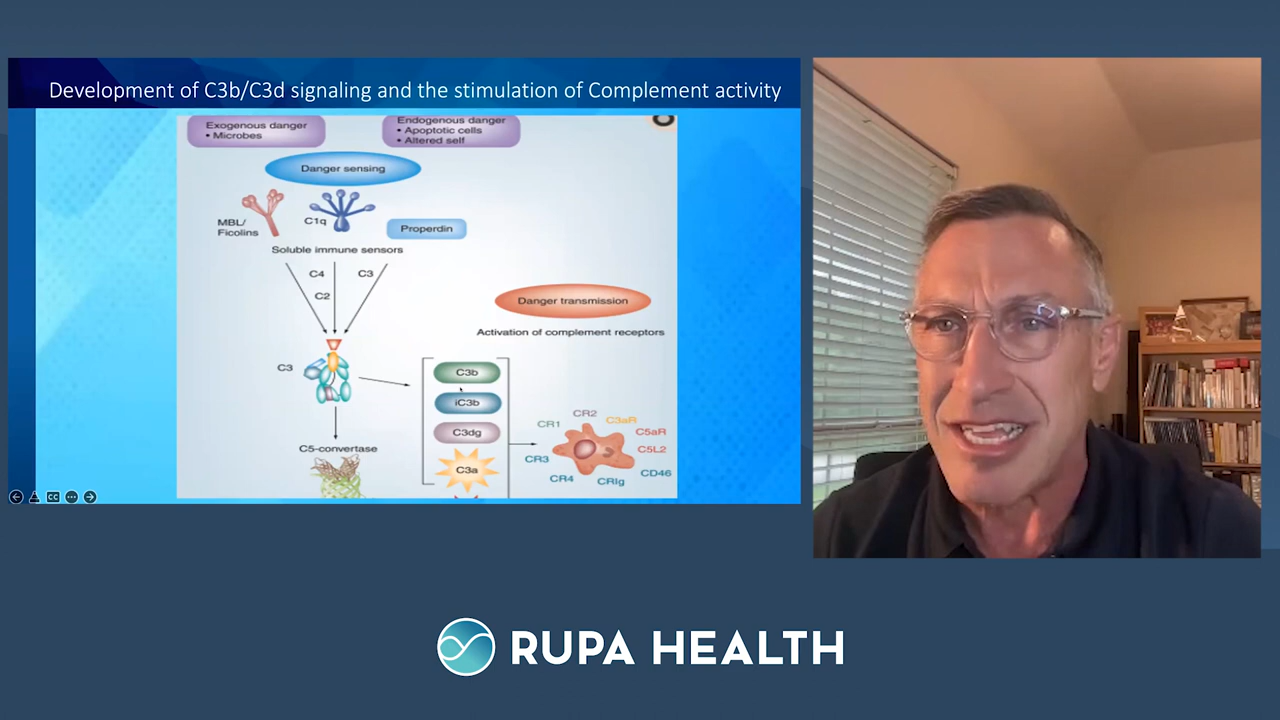 Development of C3b/C3d signaling and the stimulation of Complement activity
Exogenous danger
• Microbes
Endogenous danger
• Apoptotic cells
• Altered self
Danger sensing
MBL/
Ficolins
C1q
Properdin
Soluble immune sensors
C4
C3
C2
Danger transmission
Activation of complement receptors
C3
C3b
iC3b
C3dg
C3a
CR1
CR2
C3aR
C5aR
C5L2
CD46
CRIg
CR4
CR3
C5-convertase
CC
RUPA HEALTH